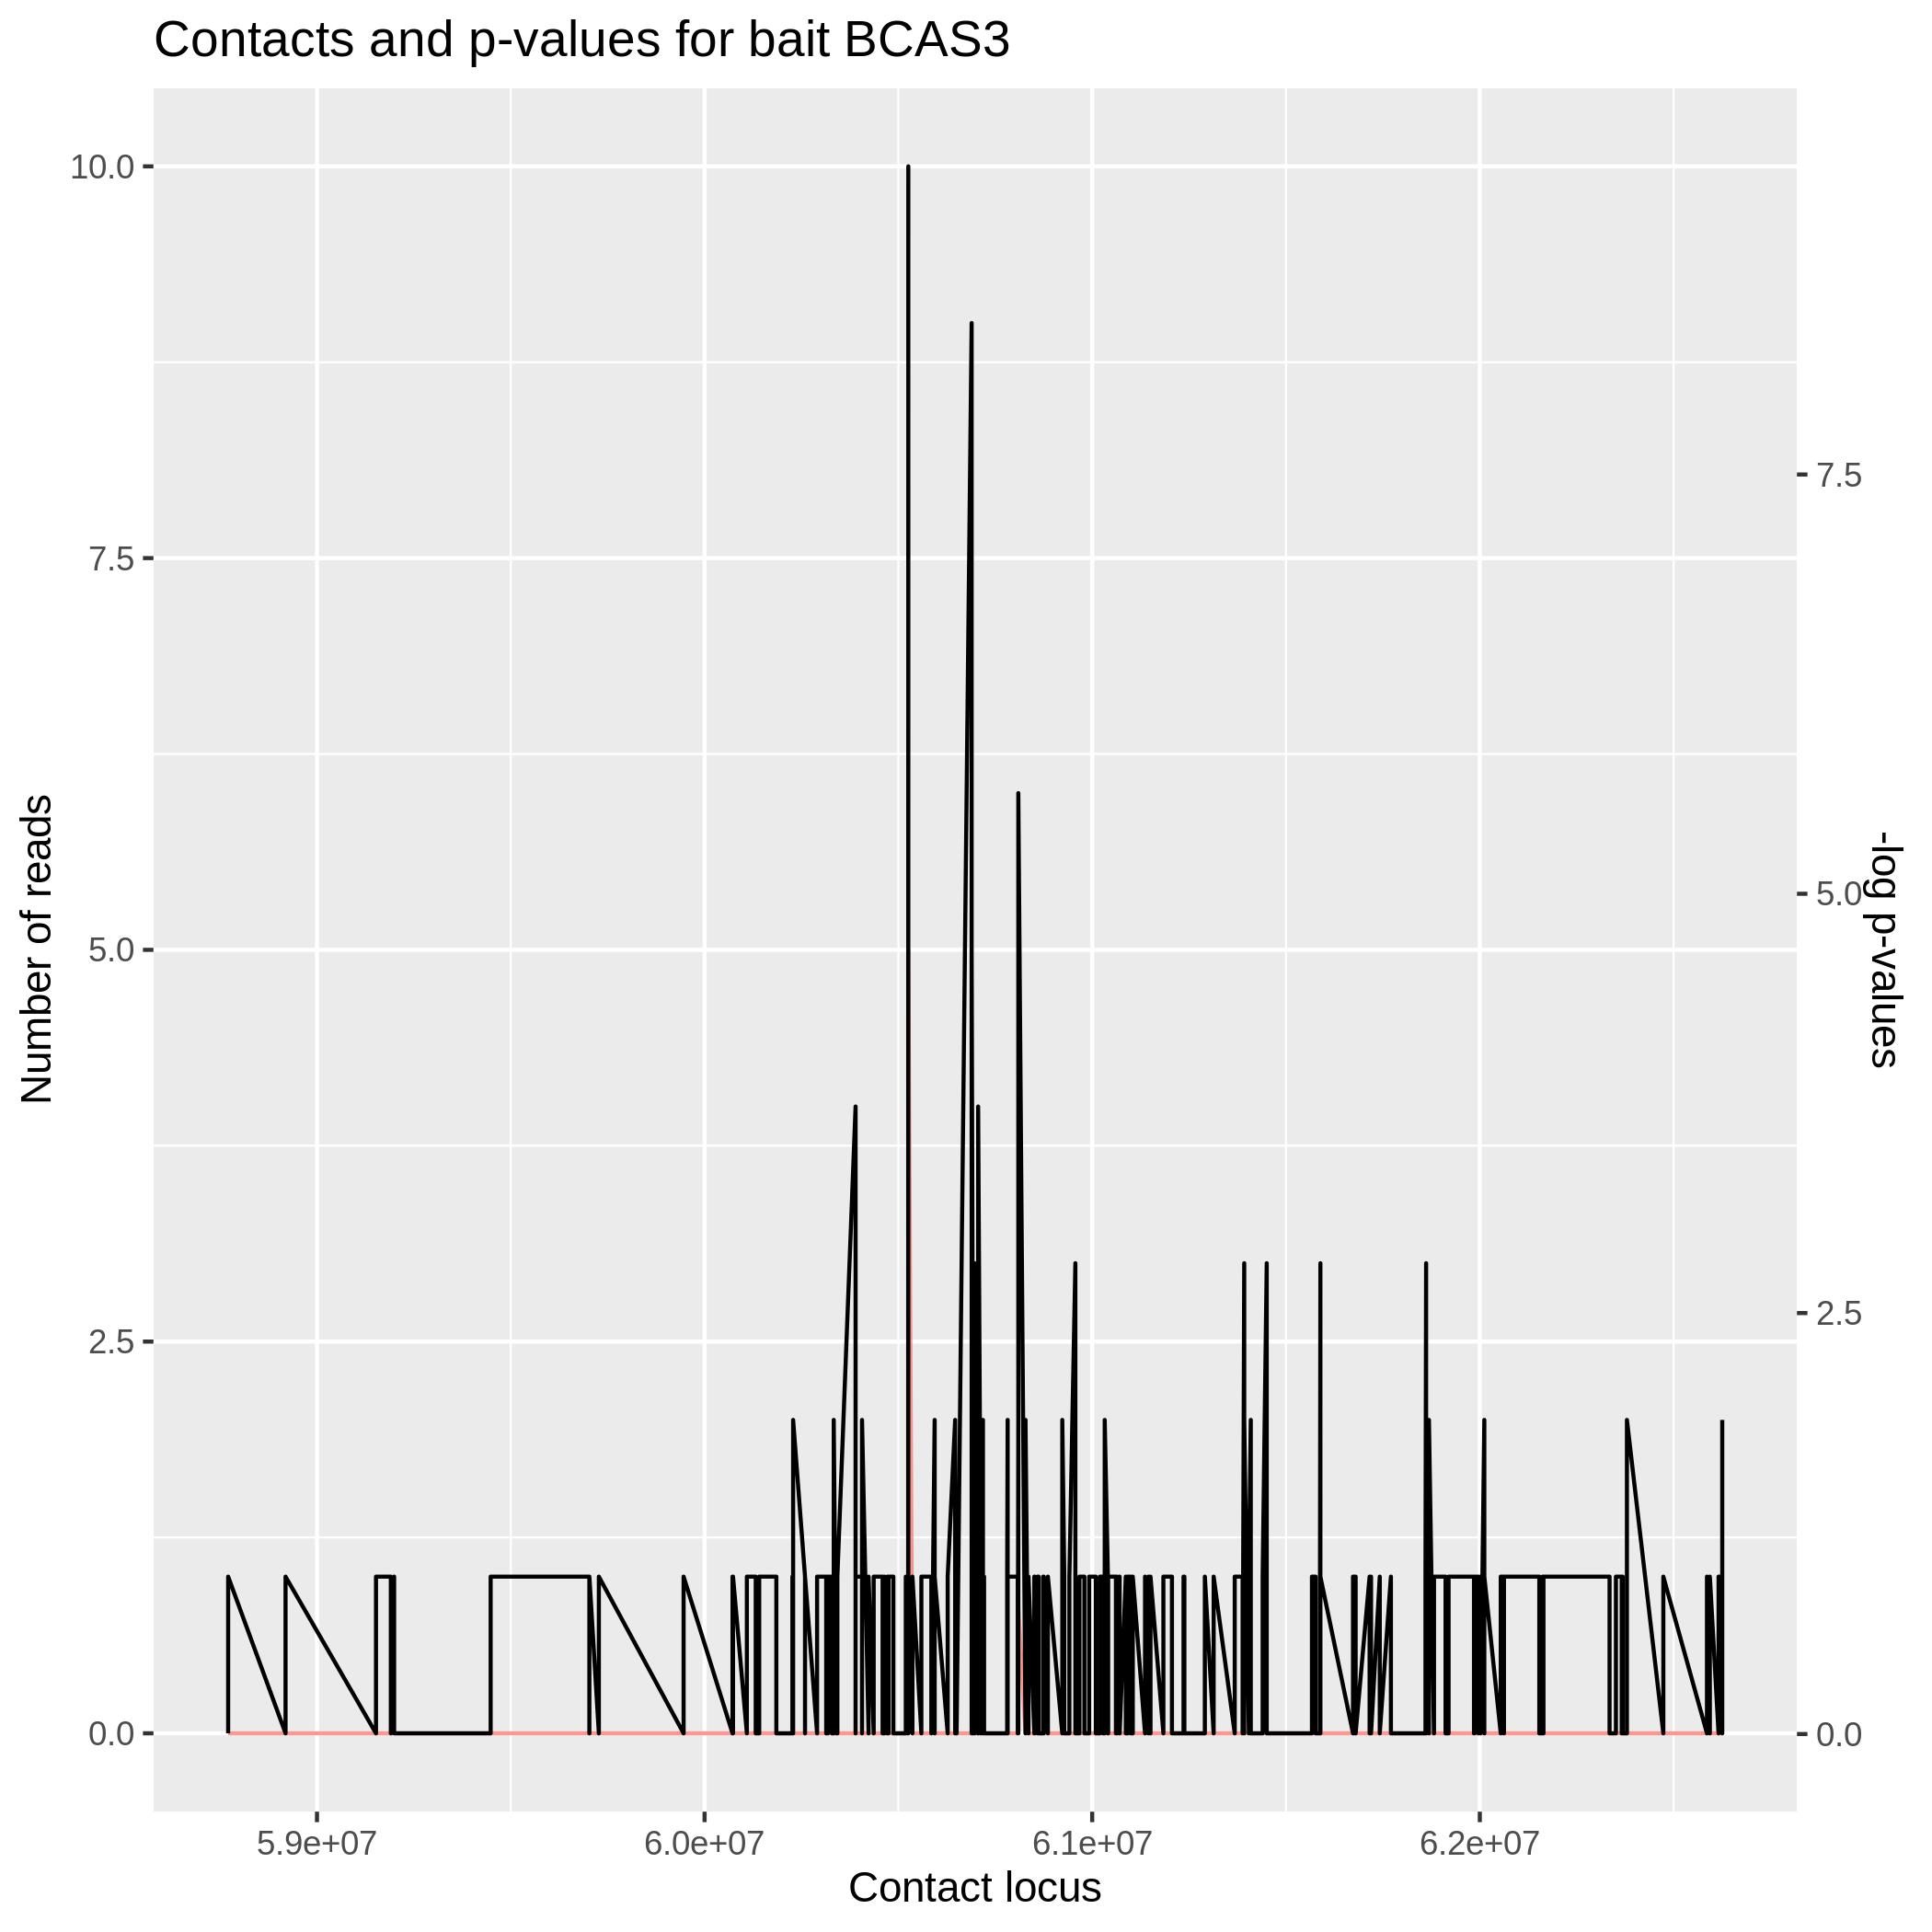 Contacts and p-values for bait BCAS3
10.0
7.5
5.0
2.5
0.0
Number of reads
7.5
5.0
2.5
0.0
-log p-values
5.9e+07
6.0e+07
6.1e+07
6.2e+07
Contact locus